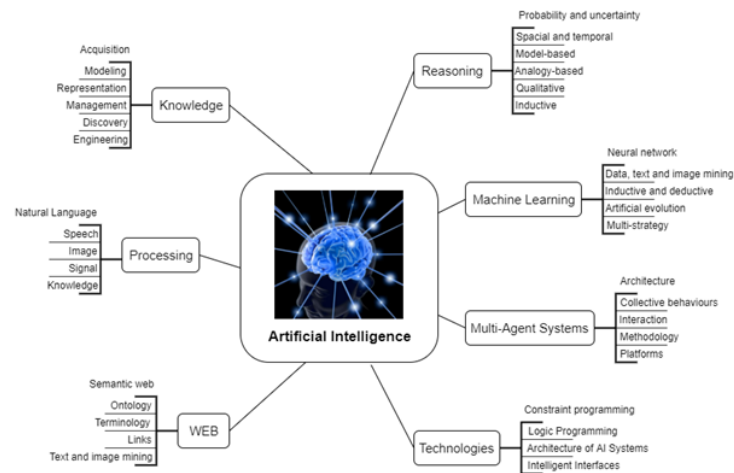 Acquisition
Modeling
Representation
Management
Discovery
Engineering
Knowledge
Natural Language
Speech
Image
Signal
Knowledge
Processing
Semantic web
Ontology
Terminology
Links
Text and image mining
WEB
Artificial Intelligence
Probability and uncertainty
Spacial and temporal
Model-based
Analogy-based
Qualitative
Inductive
Reasoning
Neural network
Data, text and image mining
Inductive and deductive
Artificial evolution
Multi-strategy
Machine Learning
Architecture
Collective behaviours
Interaction
Methodology
Platforms
Multi-Agent Systems
Constraint programming
Logic Programming
Architecture of AI Systems
Intelligent Interfaces
Technologies